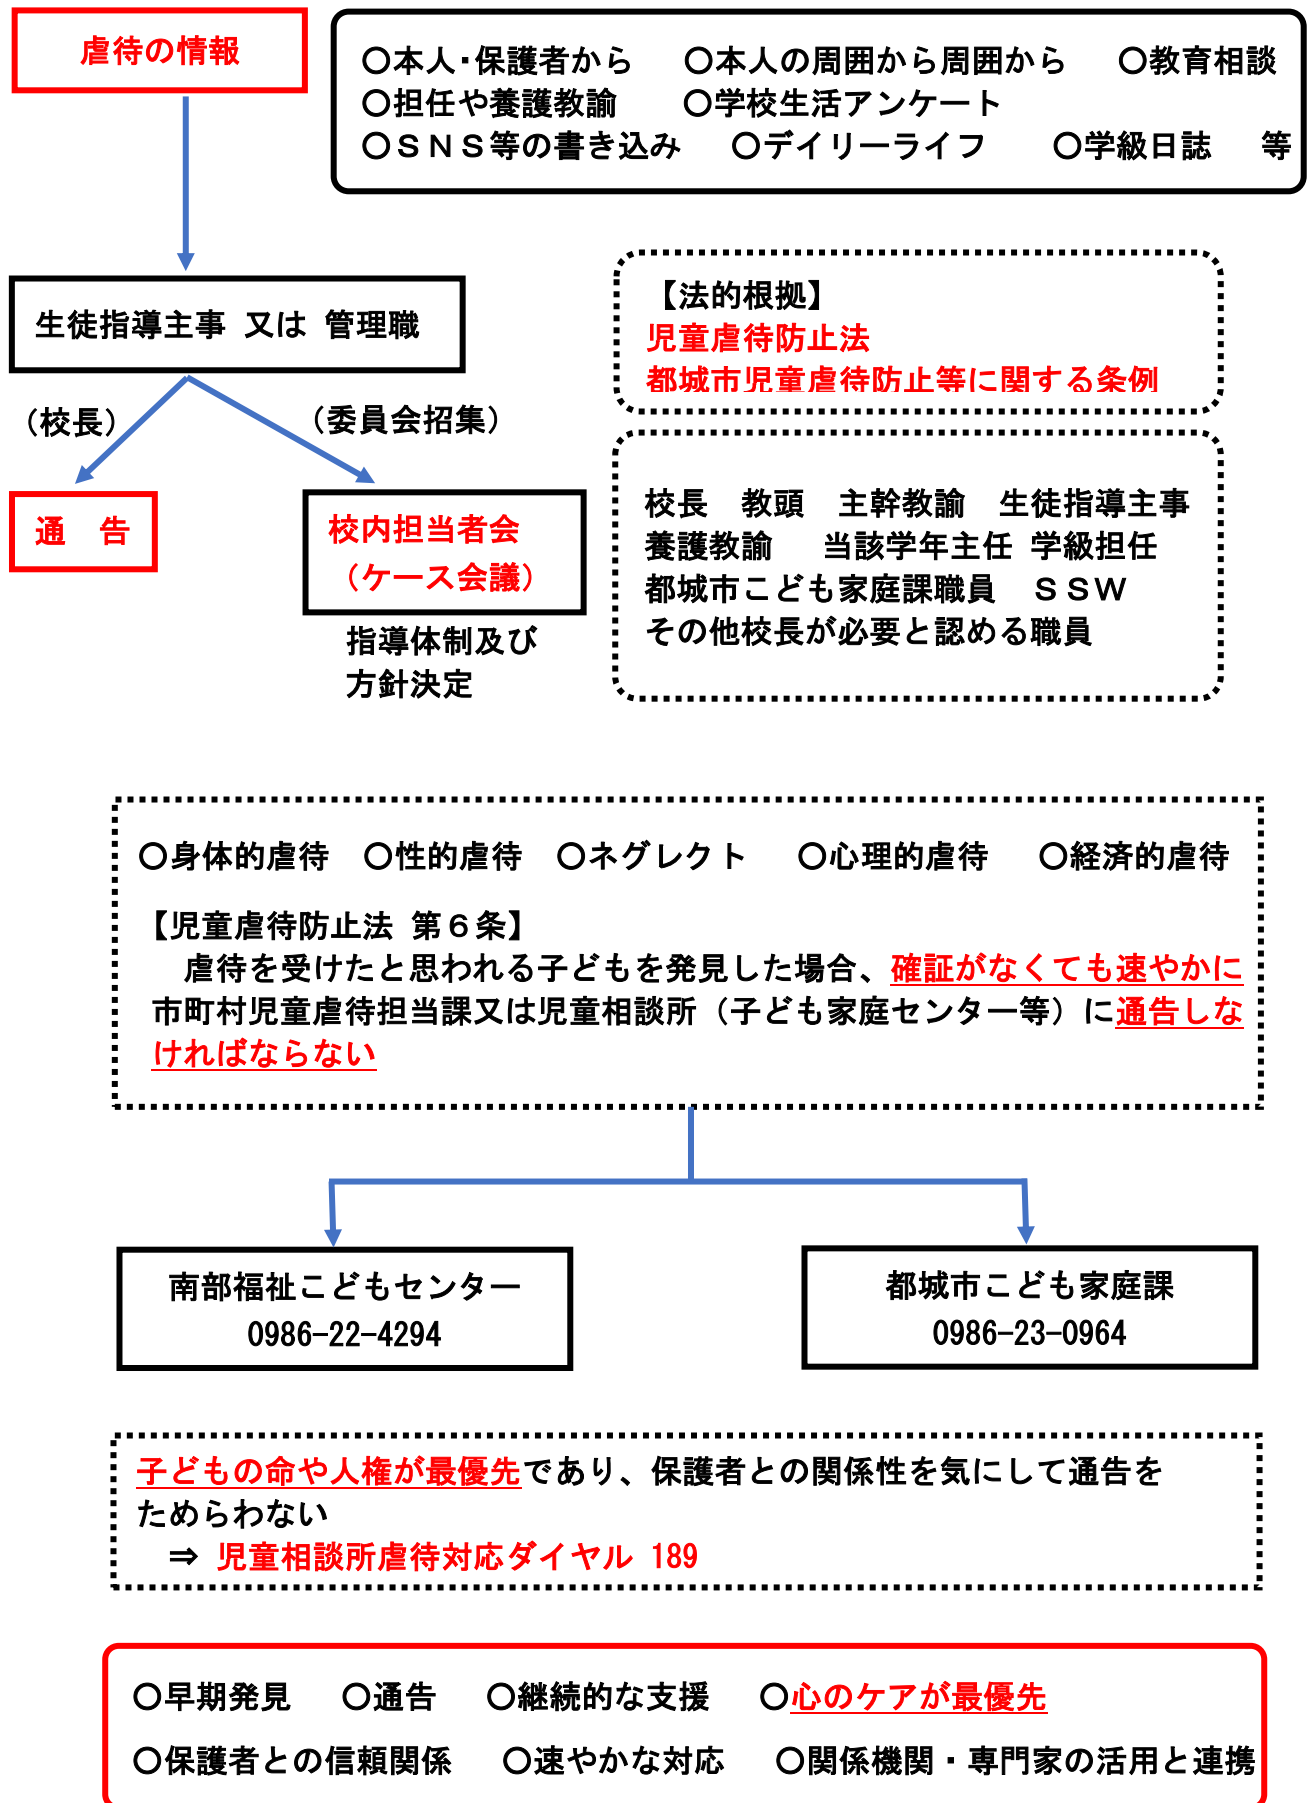 虐待の情報
〇本人・保護者から　〇本人の周囲から周囲から　〇教育相談
〇担任や養護教諭　〇学校生活アンケート
〇ＳＮＳ等の書き込み　〇デイリーライフ　〇学級日誌　等
生徒指導主事 又は 管理職
（校長）
（委員会招集）
通　告
校内担当者会
（ケース会議）
指導体制及び
方針決定
【法的根拠】
児童虐待防止法
都城市児童虐待防止等に関する条例
校長　教頭　主幹教諭　生徒指導主事
養護教諭　当該学年主任 学級担任
都城市こども家庭課職員　ＳＳＷ
その他校長が必要と認める職員
〇身体的虐待　〇性的虐待　〇ネグレクト　〇心理的虐待　〇経済的虐待
【児童虐待防止法 第６条】
虐待を受けたと思われる子どもを発見した場合、確証がなくても速やかに
市町村児童虐待担当課又は児童相談所（子ども家庭センター等）に通告しな
ければならない
南部福祉こどもセンター
0986-22-4294
都城市こども家庭課
0986-23-0964
子どもの命や人権が最優先であり、保護者との関係性を気にして通告を
ためらわない
⇒ 児童相談所虐待対応ダイヤル 189
〇早期発見　〇通告　〇継続的な支援　〇心のケアが最優先
〇保護者との信頼関係　〇速やかな対応　〇関係機関・専門家の活用と連携